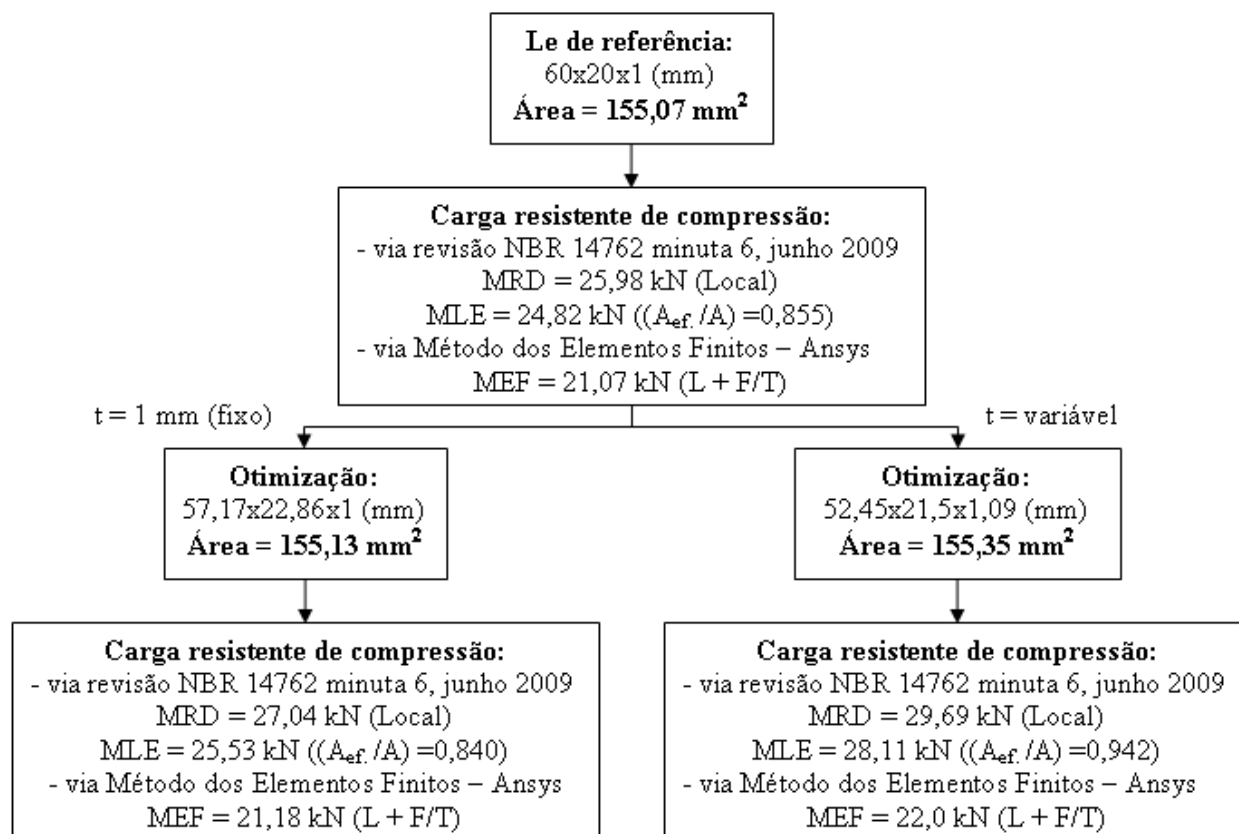 Le de referência:
60x20x1 (mm)
Área = 155,07 mm²
Carga resistente de compressão:
- via revisão NBR 14762 minuta 6, junho 2009
MRD = 25,98 kN (Local)
MLE = 24,82 kN ((A_ef. /A) =0,855)
- via Método dos Elementos Finitos – Ansys
MEF = 21,07 kN (L + F/T)
t = 1 mm (fixo)
t = variável
Otimização:
57,17x22,86x1 (mm)
Área = 155,13 mm²
Otimização:
52,45x21,5x1,09 (mm)
Área = 155,35 mm²
Carga resistente de compressão:
- via revisão NBR 14762 minuta 6, junho 2009
MRD = 27,04 kN (Local)
MLE = 25,53 kN ((A_ef. /A) =0,840)
- via Método dos Elementos Finitos – Ansys
MEF = 21,18 kN (L + F/T)
Carga resistente de compressão:
- via revisão NBR 14762 minuta 6, junho 2009
MRD = 29,69 kN (Local)
MLE = 28,11 kN ((A_ef. /A) =0,942)
- via Método dos Elementos Finitos – Ansys
MEF = 22,0 kN (L + F/T)